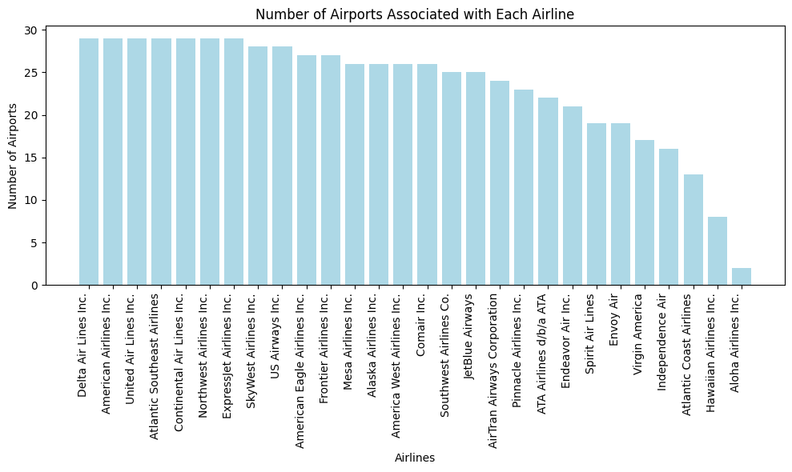 Number of Airports Associated with Each Airline
Number of Airports
30
25
20
15
10
5
0
Delta Air Lines Inc.
American Airlines Inc.
United Air Lines Inc.
Atlantic Southeast Airlines
Continental Air Lines Inc.
Northwest Airlines Inc.
ExpressJet Airlines Inc.
SkyWest Airlines Inc.
US Airways Inc.
American Eagle Airlines Inc.
Frontier Airlines Inc.
Mesa Airlines Inc.
Alaska Airlines Inc.
America West Airlines Inc.
Comair Inc.
Southwest Airlines Co.
JetBlue Airways
AirTran Airways Corporation
Pinnacle Airlines Inc.
ATA Airlines d/b/a ATA
Endeavor Air Inc.
Spirit Air Lines
Envoy Air
Virgin America
Independence Air
Atlantic Coast Airlines
Hawaiian Airlines Inc.
Aloha Airlines Inc.
Airlines